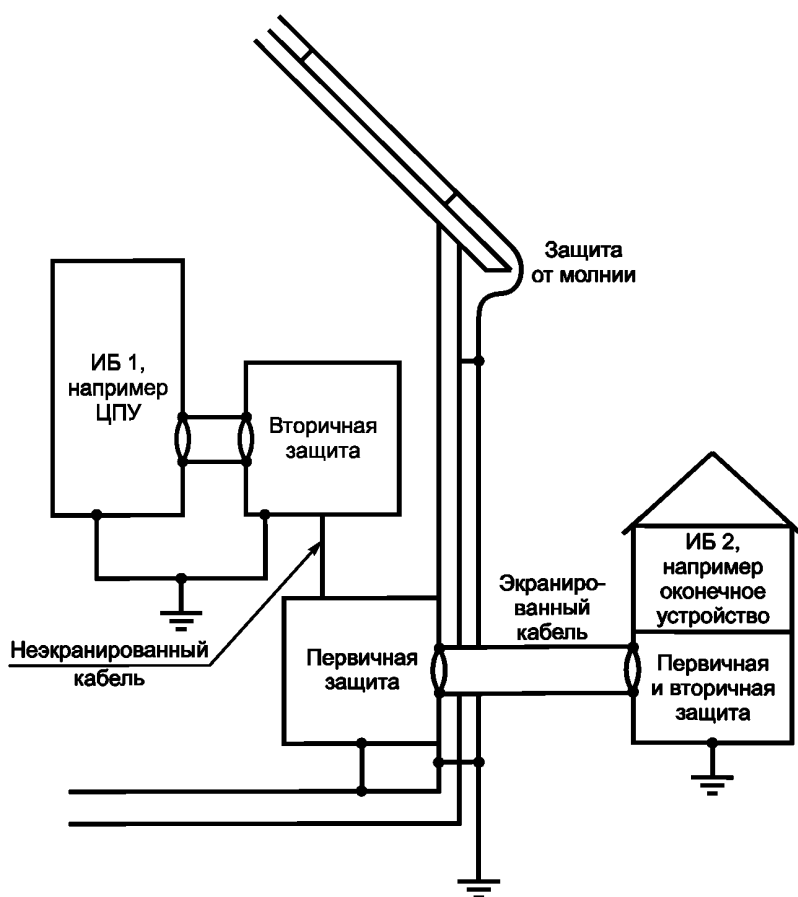 Защита
от молнии
ИБ 1,
например
ЦПУ
Вторичная
защита
ИБ 2,
например
оконечное
устройство
Экраниро-
ванный
кабель
Неэкранированный
кабель
Первичная
защита
Первичная
и вторичная
защита